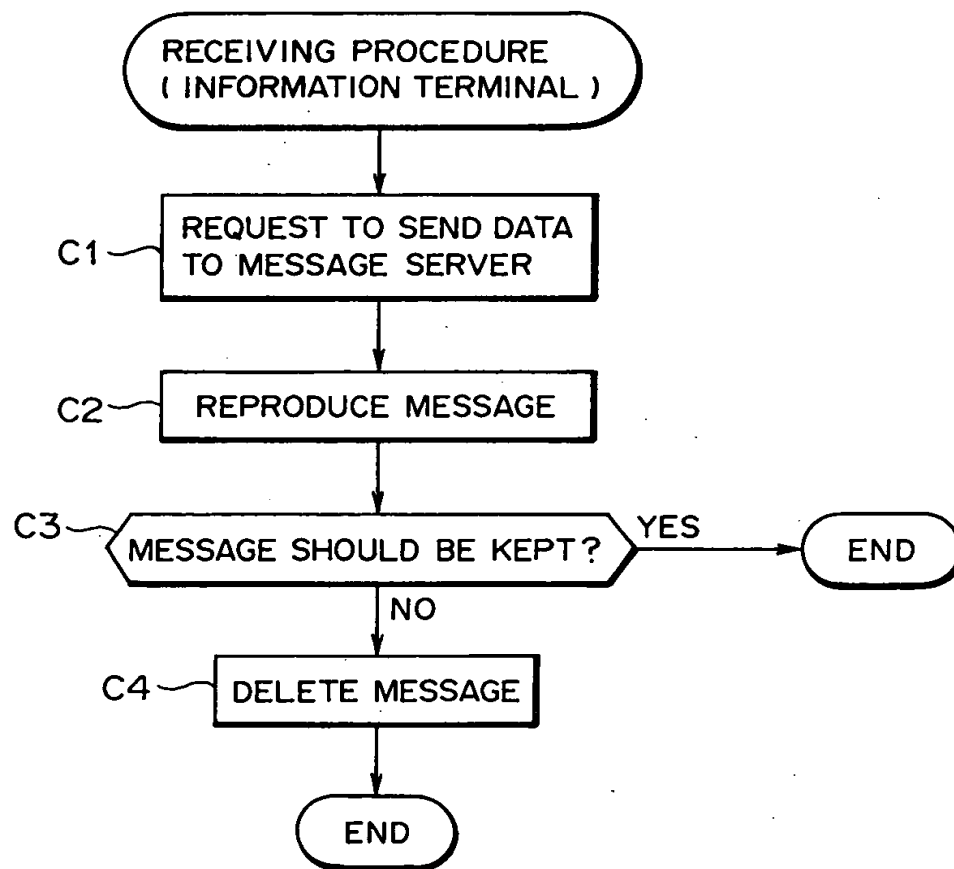 RECEIVING PROCEDURE
( INFORMATION TERMINAL )
C1
REQUEST TO SEND DATA
TO MESSAGE SERVER
C2
REPRODUCE MESSAGE
C3
MESSAGE SHOULD BE KEPT?
YES
END
NO
C4
DELETE MESSAGE
END